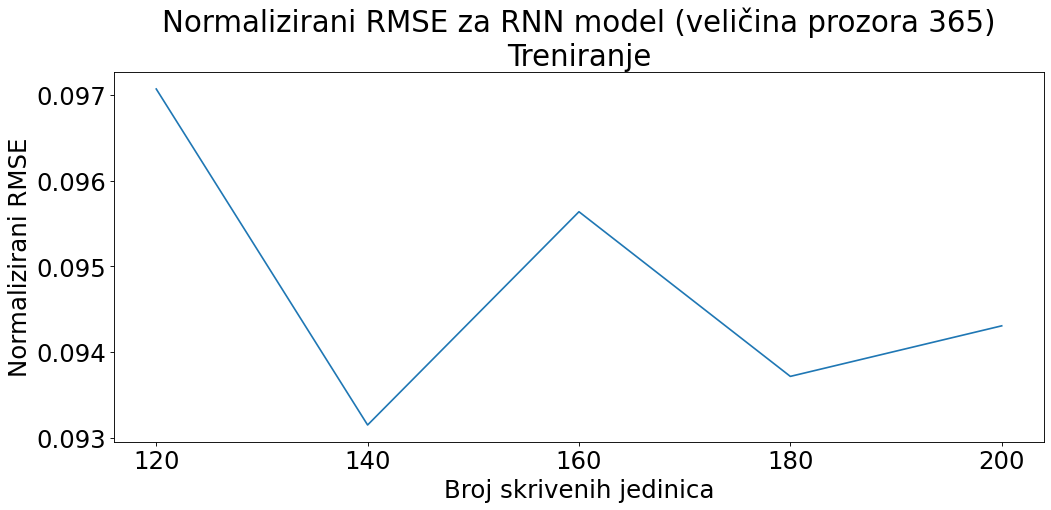 Normalizirani RMSE za RNN model (veličina prozora 365)
Treniranje
Normalizirani RMSE
0.097
0.096
0.095
0.094
0.093
120 140 160 180 200
Broj skrivenih jedinica